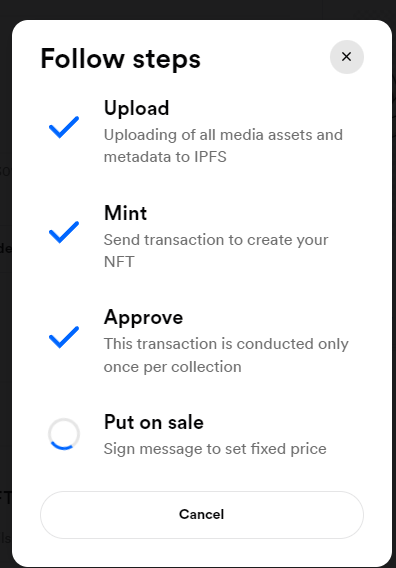 Follow steps
Upload
Uploading of all media assets and
metadata to IPFS
Mint
Send transaction to create your
NFT
Approve
This transaction is conducted only
once per collection
Put on sale
Sign message to set fixed price
Cancel